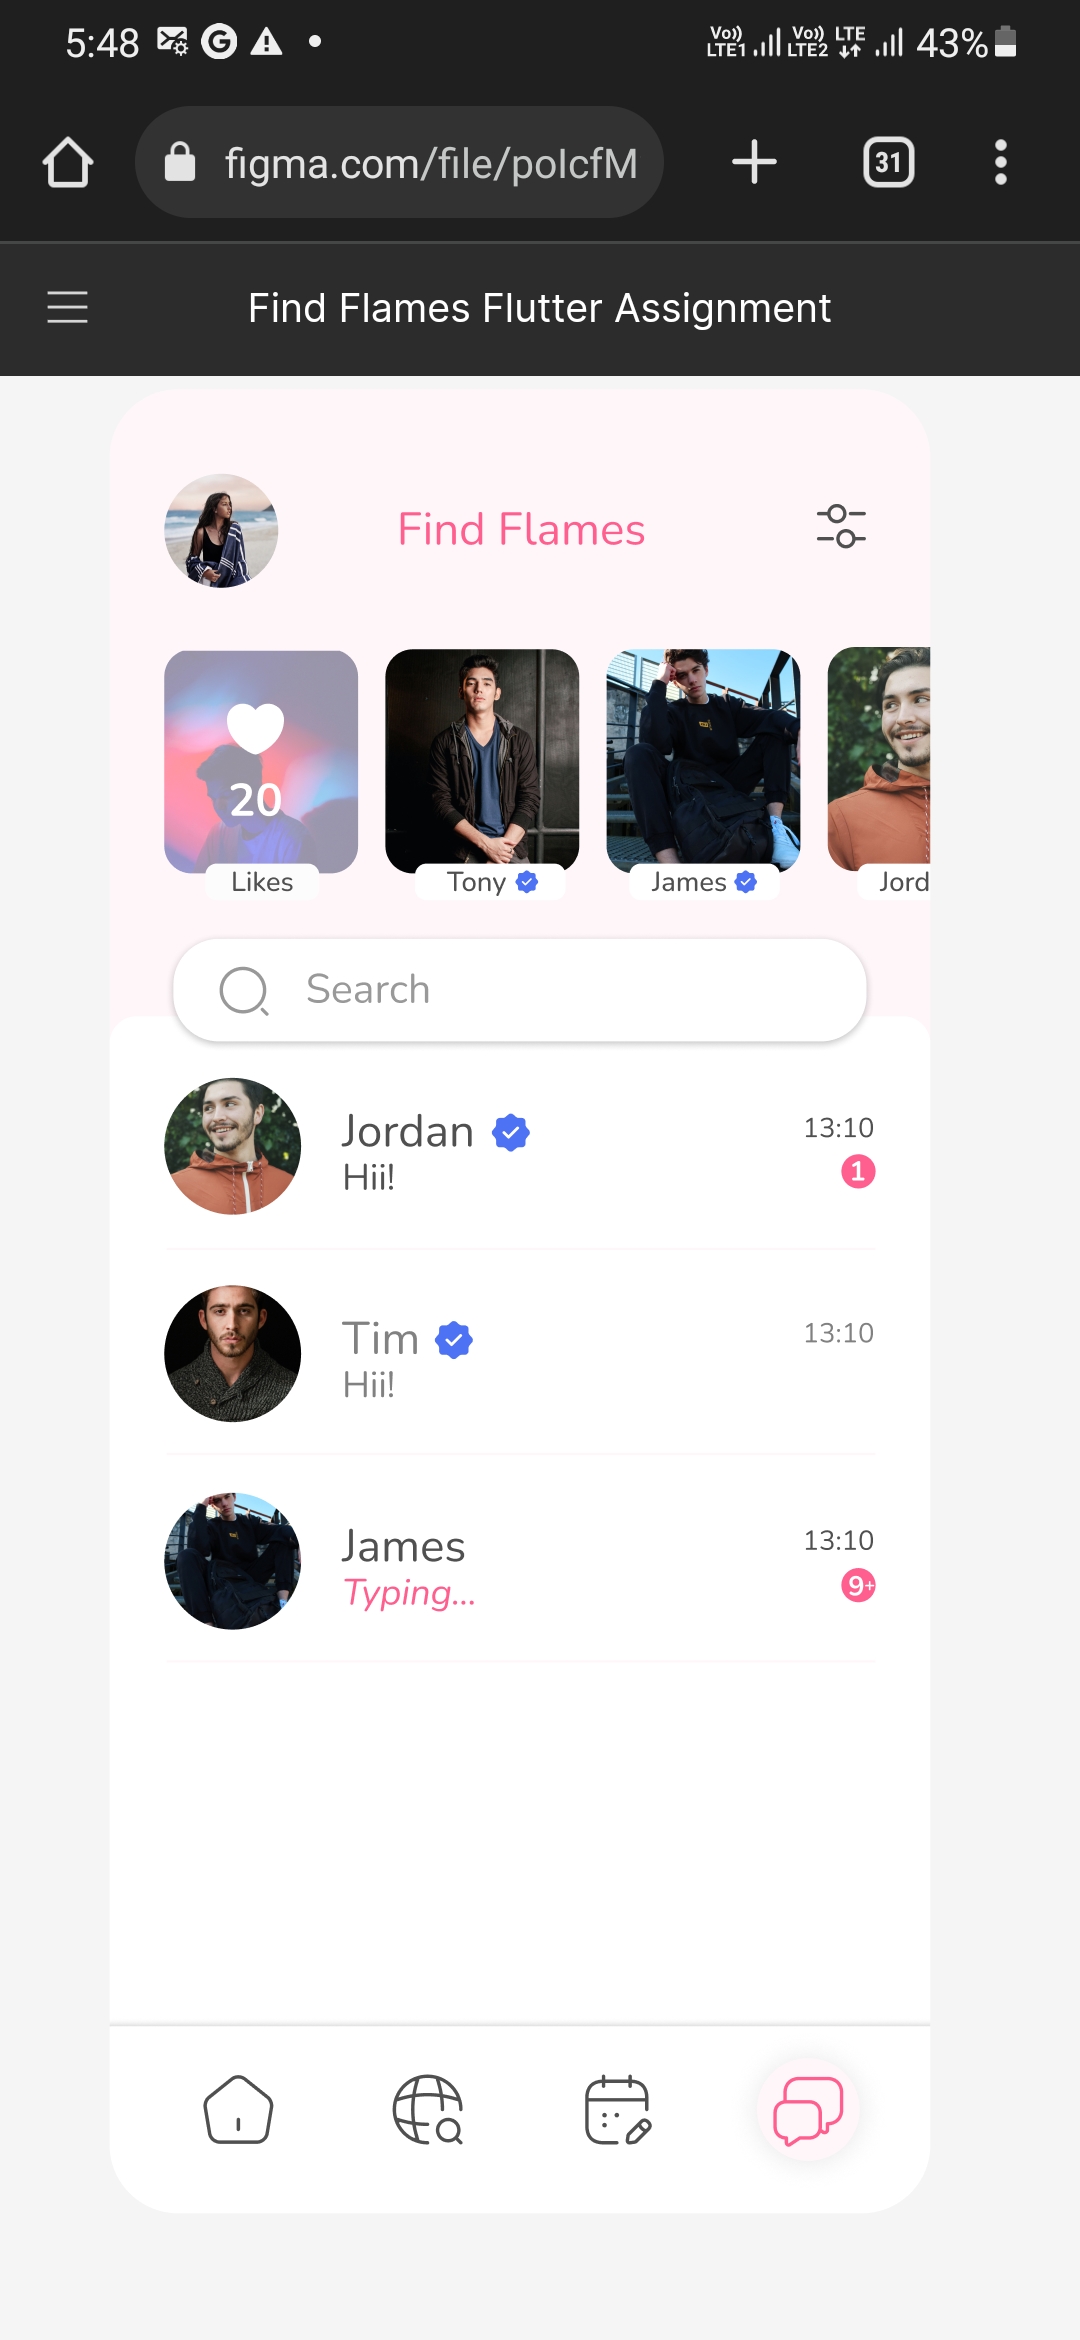 5:48
Vo)) LTE1 Vo)) LTE2 LTE 43%
figma.com/file/poIcfM
31
Find Flames Flutter Assignment
Find Flames
20
Likes Tony James Jord
Search
Jordan 13:10
Hii! 1
Tim 13:10
Hii!
James 13:10
Typing... 9+